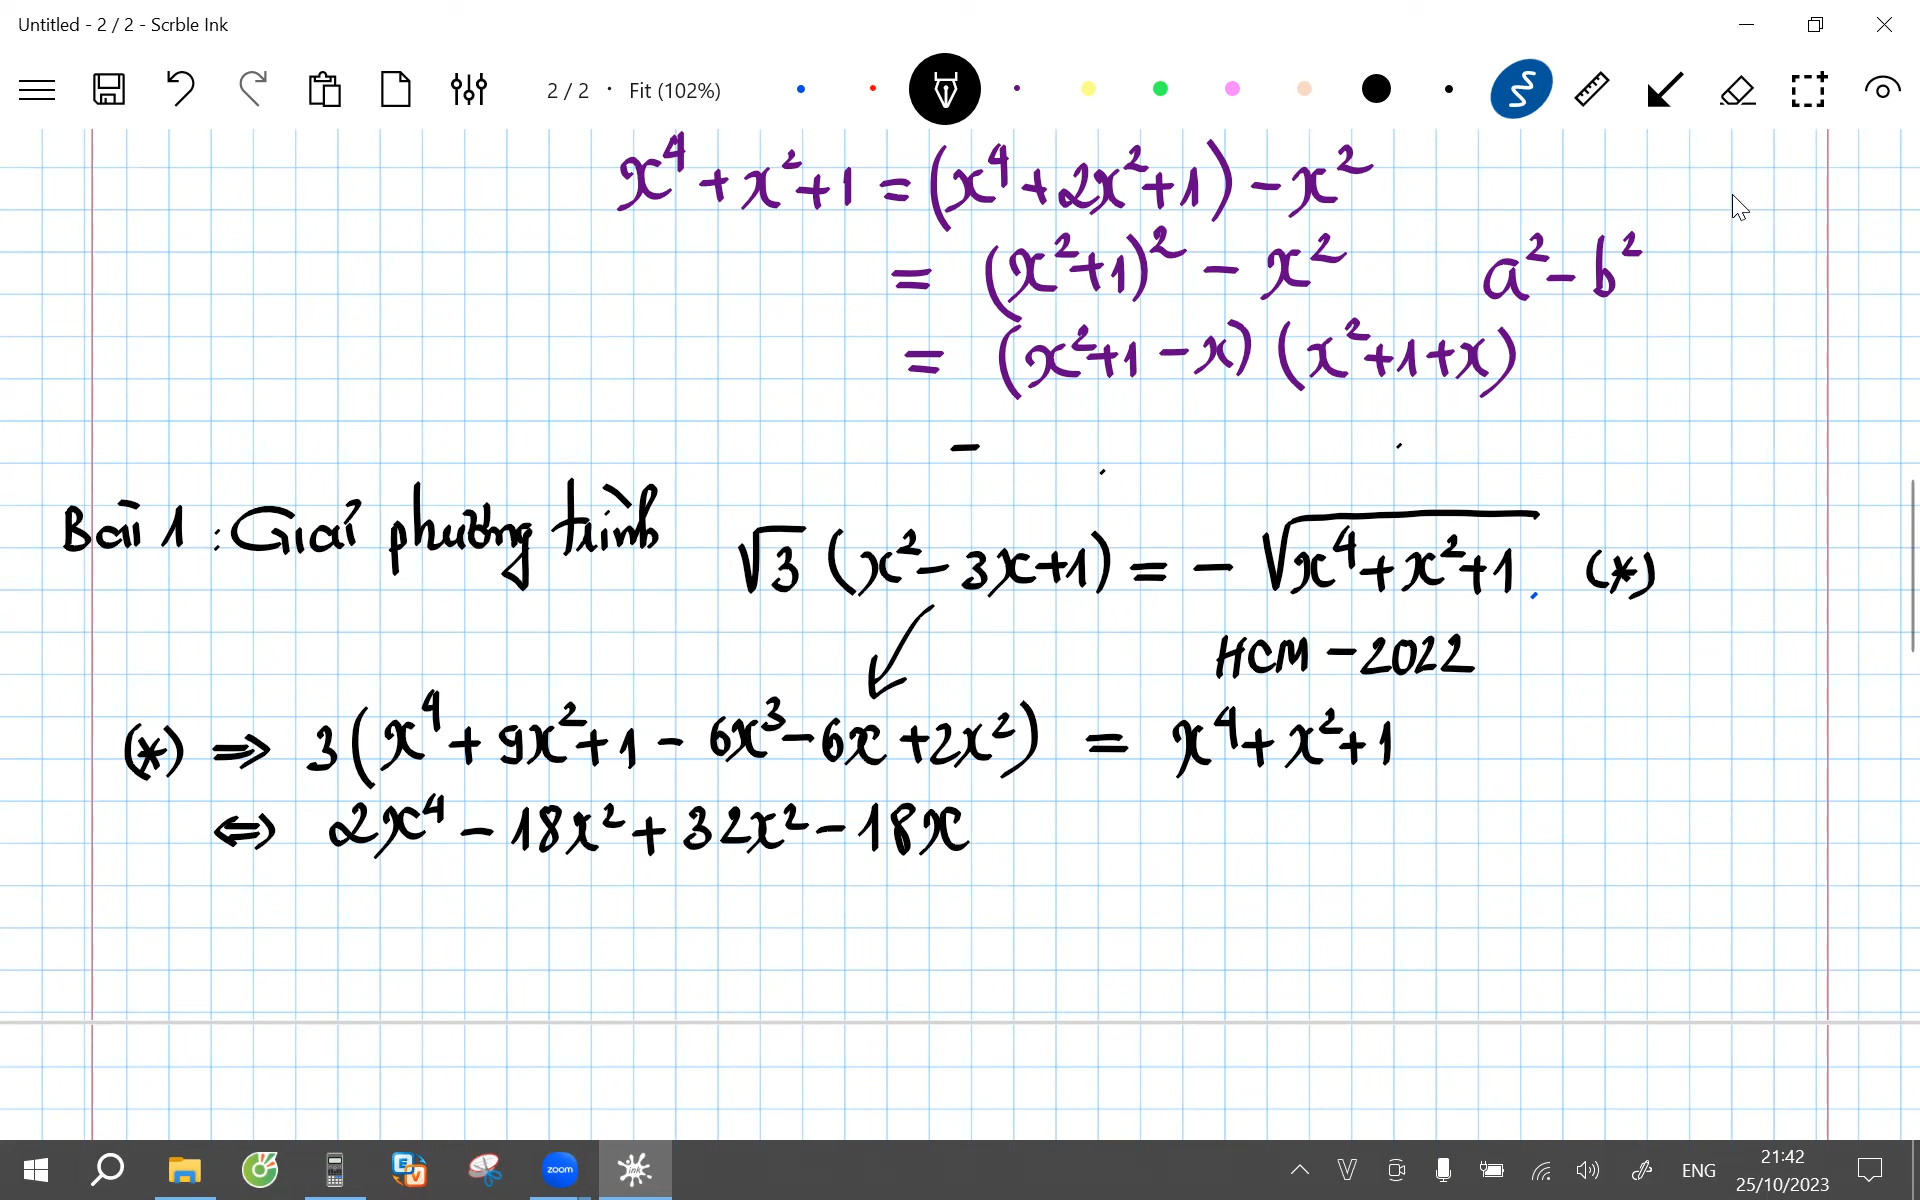 Untitled - 2 / 2 - Scrble Ink
2 / 2 · Fit (102%)
x⁴ + x² + 1 = (x⁴ + 2x² + 1) - x²
= (x² + 1)² - x² a² - b²
= (x² + 1 - x) (x² + 1 + x)
Bài 1 : Giải phương trình √3 (x² - 3x + 1) = - √(x⁴ + x² + 1) . (*)
HCM - 2022
(*) ⇒ 3(x⁴ + 9x² + 1 - 6x³ - 6x + 2x²) = x⁴ + x² + 1
⇔ 2x⁴ - 18x² + 32x² - 18x
zoom
ink
ENG
21:42
25/10/2023